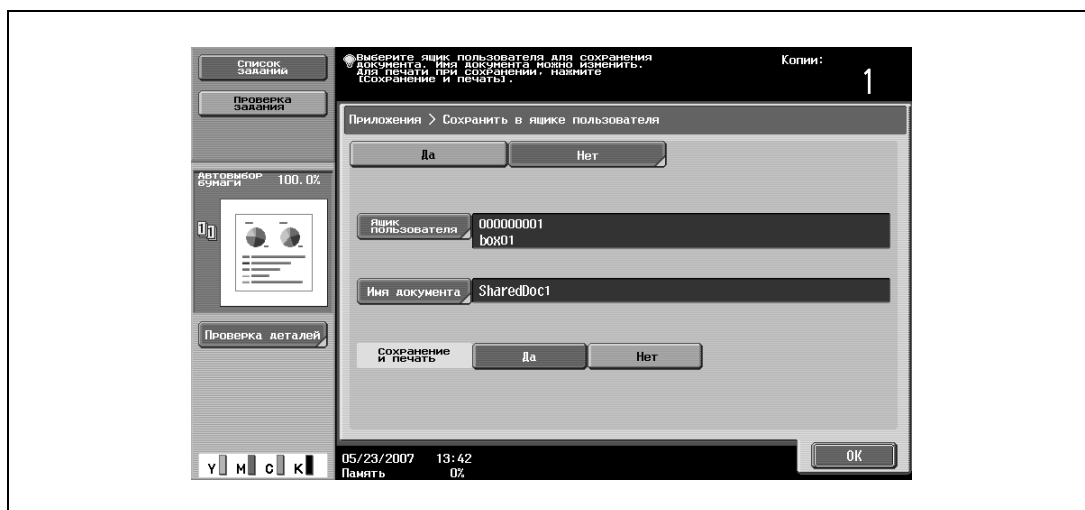 Список
заданий
Проверка
задания
Выберите ящик пользователя для сохранения
документа. Имя документа можно изменить.
Для печати при сохранении, нажмите
[Сохранение и печать].
Копии:
1
Приложения > Сохранить в ящике пользователя
Да
Нет
Автовыбор
бумаги
100.0%
Ящик
пользователя
000000001
box01
Имя документа
SharedDoc1
Проверка деталей
Сохранение
и печать
Да
Нет
Y M C K
05/23/2007 13:42
Память 0%
OK